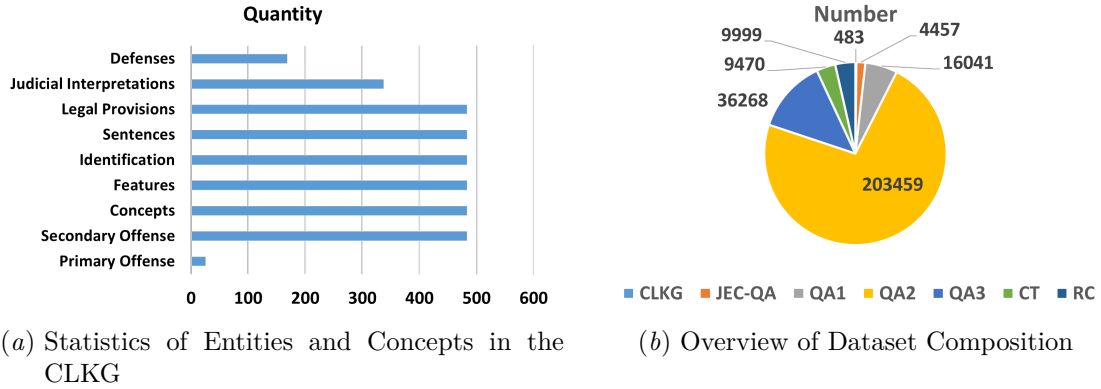 Quantity
Defenses
Judicial Interpretations
Legal Provisions
Sentences
Identification
Features
Concepts
Secondary Offense
Primary Offense
0 100 200 300 400 500 600
(a) Statistics of Entities and Concepts in the
CLKG
Number
9999 483 4457
9470 16041
36268
203459
CLKG JEC-QA QA1 QA2 QA3 CT RC
(b) Overview of Dataset Composition